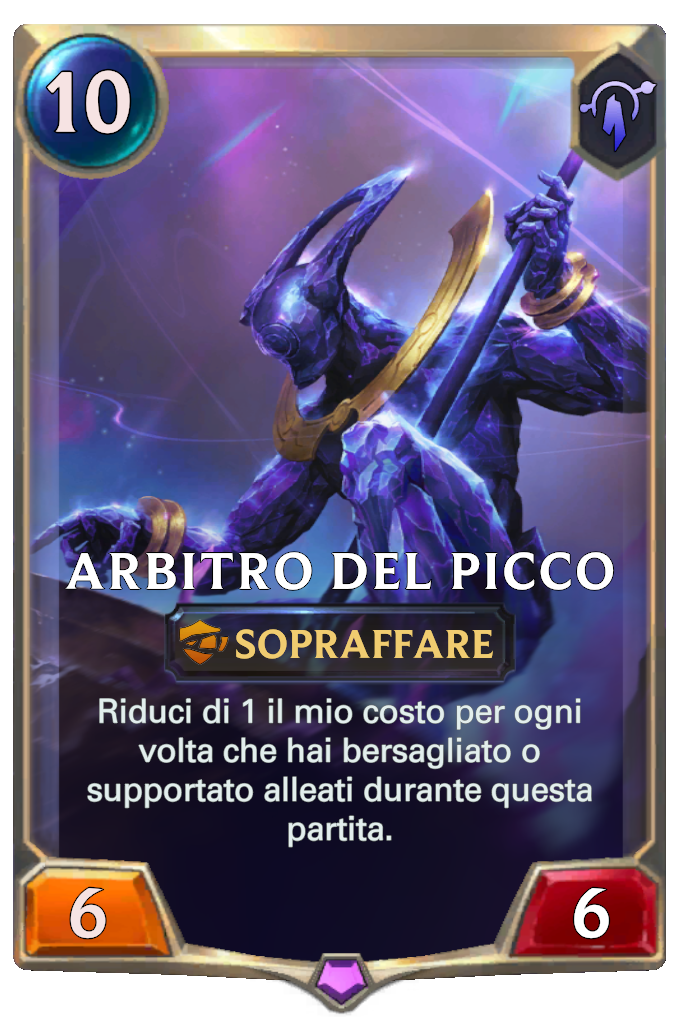 10
ARBITRO DEL PICCO
SOPRAFFARE
Riduci di 1 il mio costo per ogni
volta che hai bersagliato o
supportato alleati durante questa
partita.
6
6